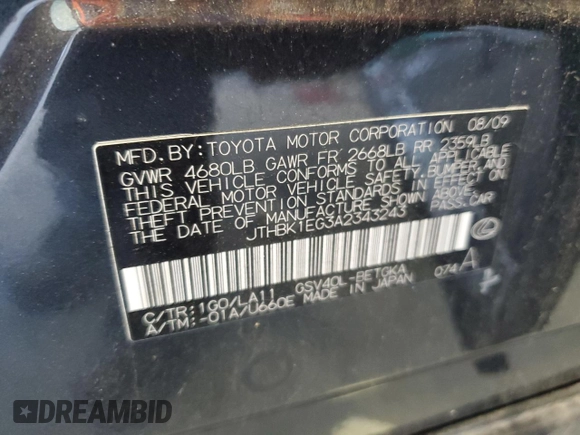 MFD. BY: TOYOTA MOTOR CORPORATION 08/09
GVWR 4680LB GAWR FR 2668LB RR 2359LB
THIS VEHICLE CONFORMS TO ALL APPLICABLE
FEDERAL MOTOR VEHICLE SAFETY, BUMPER AND
THEFT PREVENTION STANDARDS IN EFFECT ON
THE DATE OF MANUFACTURE SHOWN ABOVE.
JTHBK1EG3A2343243 PASS.CAR
C/TR:1G0/LA11 GSV40L-BETGKA 074 A
A/TM:-01A/U660E MADE IN JAPAN
DREAMBID